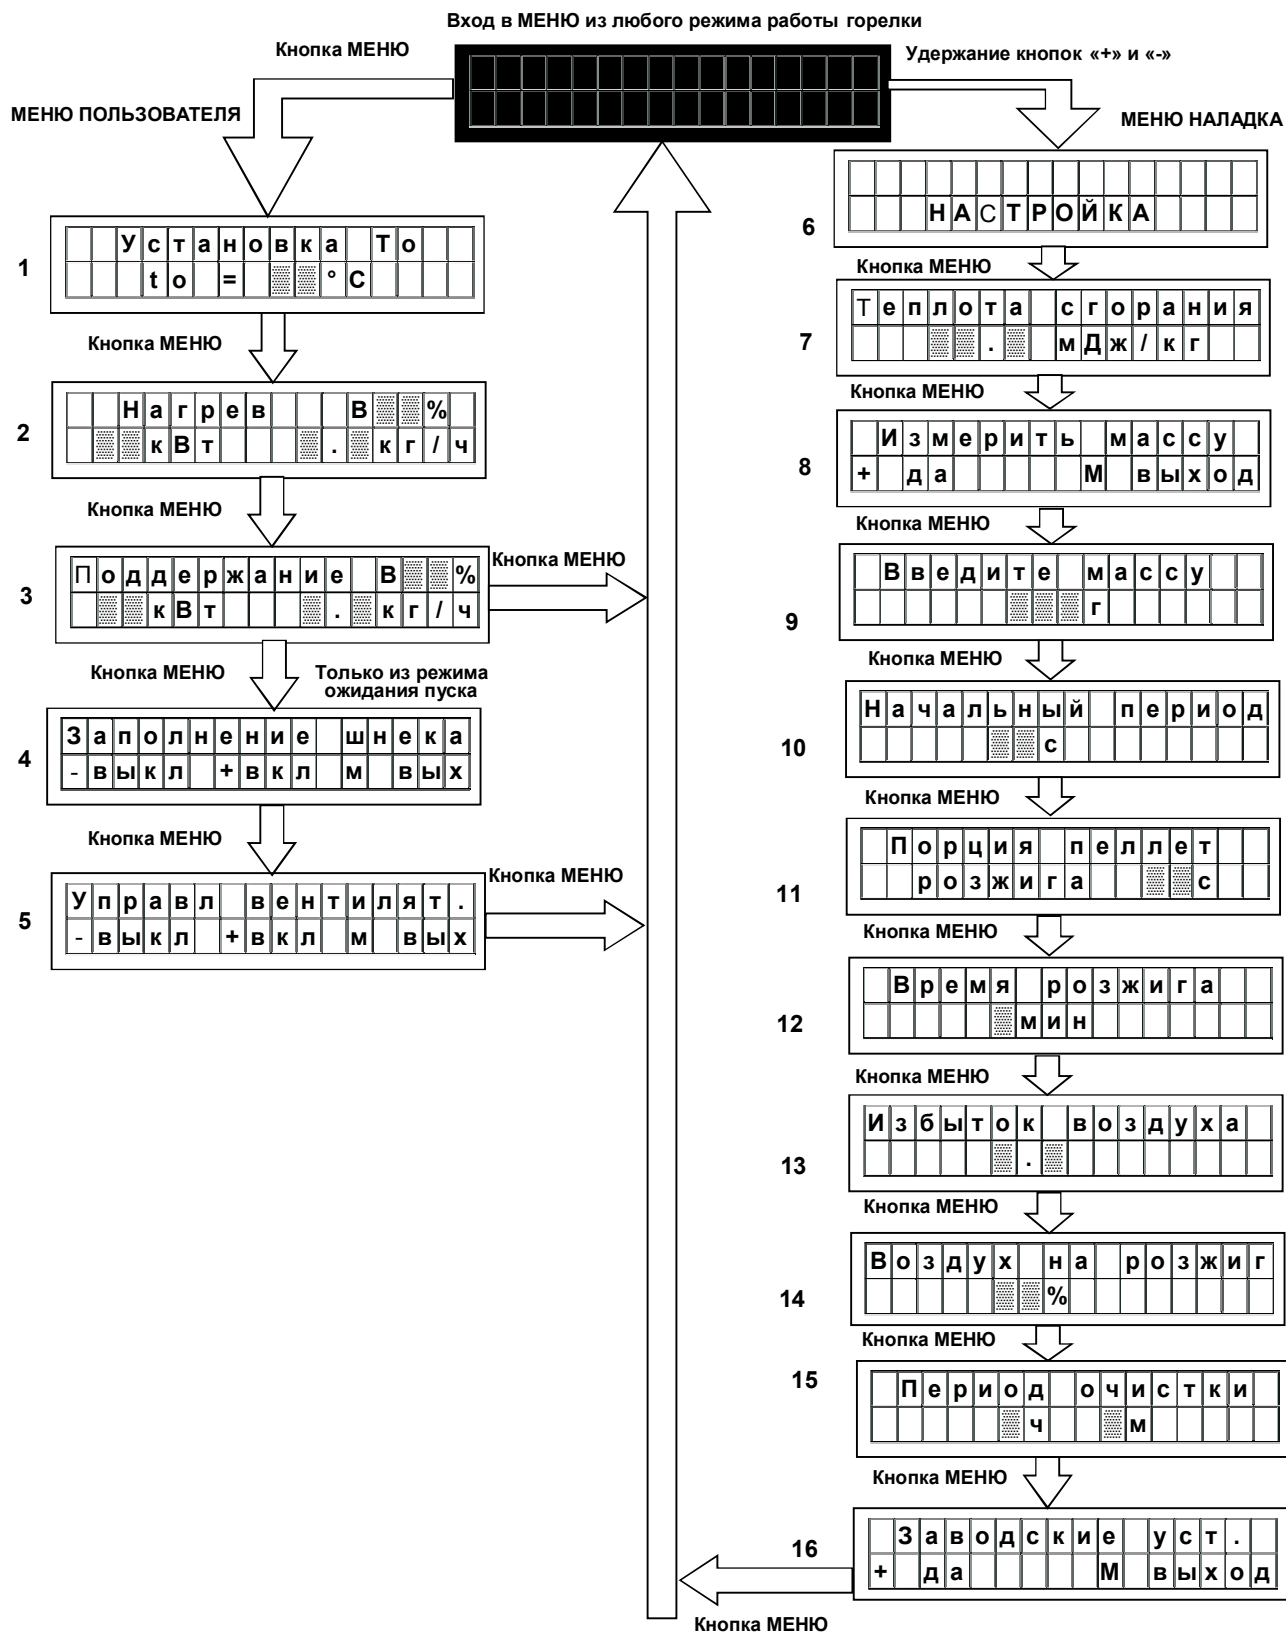 Вход в МЕНЮ из любого режима работы горелки
Кнопка МЕНЮ
Удержание кнопок «+» и «-»
МЕНЮ ПОЛЬЗОВАТЕЛЯ
МЕНЮ НАЛАДКА
1
Установка То
to = °C
Кнопка МЕНЮ
2
Нагрев В %
кВт . кг/ч
Кнопка МЕНЮ
3
Поддержание В %
кВт . кг/ч
Кнопка МЕНЮ
Кнопка МЕНЮ
Только из режима
ожидания пуска
4
Заполнение шнека
-выкл +вкл м вых
Кнопка МЕНЮ
5
Управл вентилят.
-выкл +вкл м вых
Кнопка МЕНЮ
6
НАСТРОЙКА
Кнопка МЕНЮ
7
Теплота сгорания
. мДж/кг
Кнопка МЕНЮ
8
Измерить массу
+ да М выход
Кнопка МЕНЮ
9
Введите массу
г
Кнопка МЕНЮ
10
Начальный период
с
Кнопка МЕНЮ
11
Порция пеллет
розжига с
Кнопка МЕНЮ
12
Время розжига
мин
Кнопка МЕНЮ
13
Избыток воздуха
.
Кнопка МЕНЮ
14
Воздух на розжиг
%
Кнопка МЕНЮ
15
Период очистки
ч м
Кнопка МЕНЮ
16
Заводские уст.
+ да М выход
Кнопка МЕНЮ